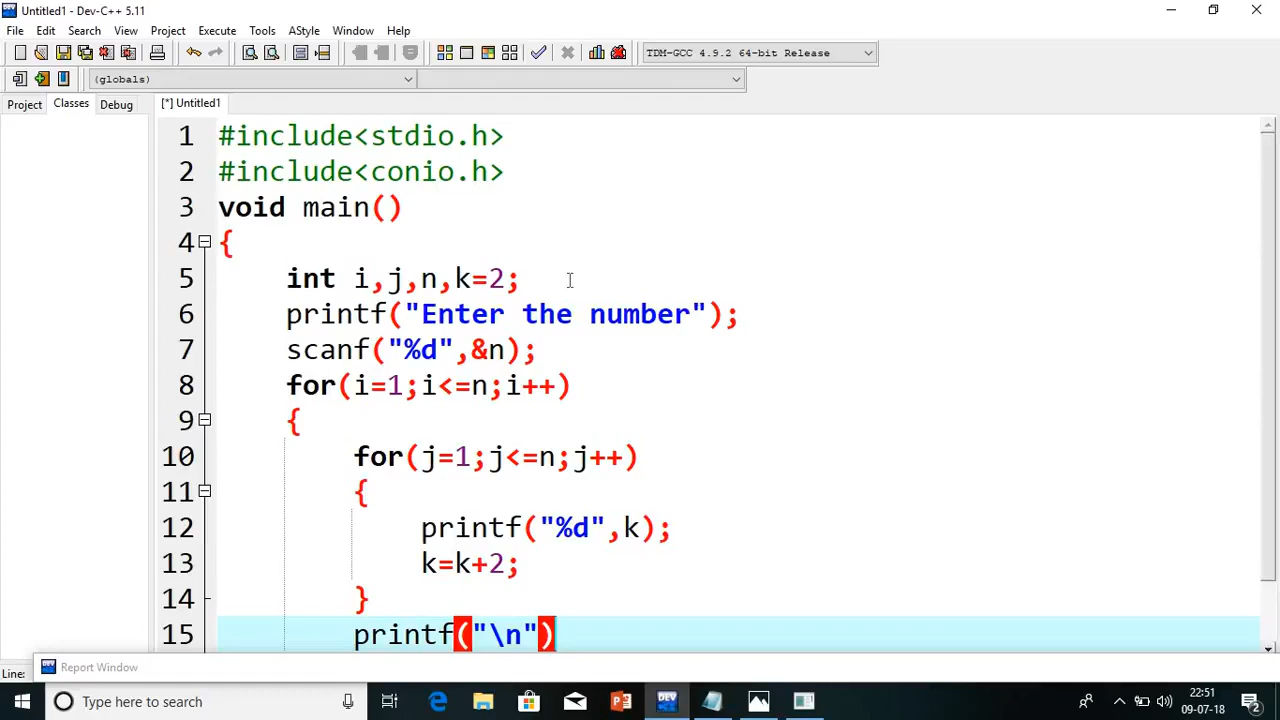 Untitled1 - Dev-C++ 5.11
File Edit Search View Project Execute Tools AStyle Window Help
TDM-GCC 4.9.2 64-bit Release
(globals)
Project Classes Debug [*] Untitled1
1 #include<stdio.h>
2 #include<conio.h>
3 void main()
4 {
5 int i,j,n,k=2;
6 printf("Enter the number");
7 scanf("%d",&n);
8 for(i=1;i<=n;i++)
9 {
10 for(j=1;j<=n;j++)
11 {
12 printf("%d",k);
13 k=k+2;
14 }
15 printf("\n")
Line:
Report Window
Type here to search
22:51
09-07-18
2